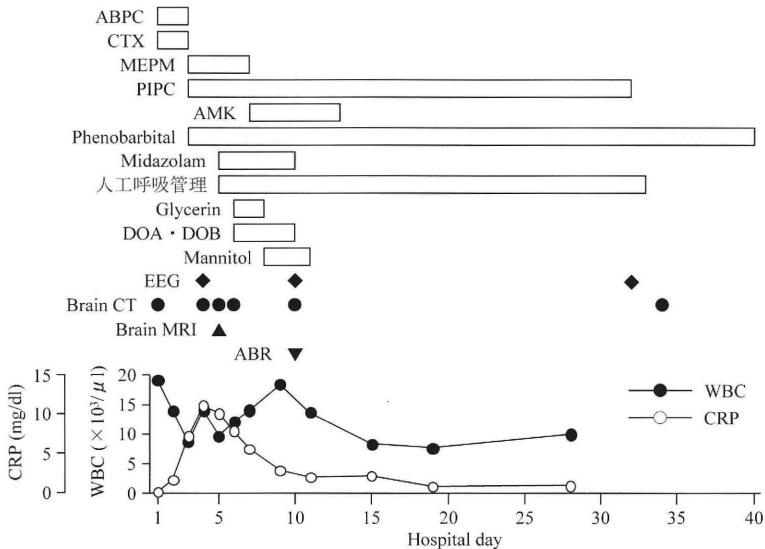 ABPC
CTX
MEPM
PIPC
AMK
Phenobarbital
Midazolam
人工呼吸管理
Glycerin
DOA・DOB
Mannitol
EEG
Brain CT
Brain MRI
ABR
CRP (mg/dl)
15
10
5
0
WBC (×10³/μl)
20
15
10
5
0
WBC
CRP
1 5 10 15 20 25 30 35 40
Hospital day